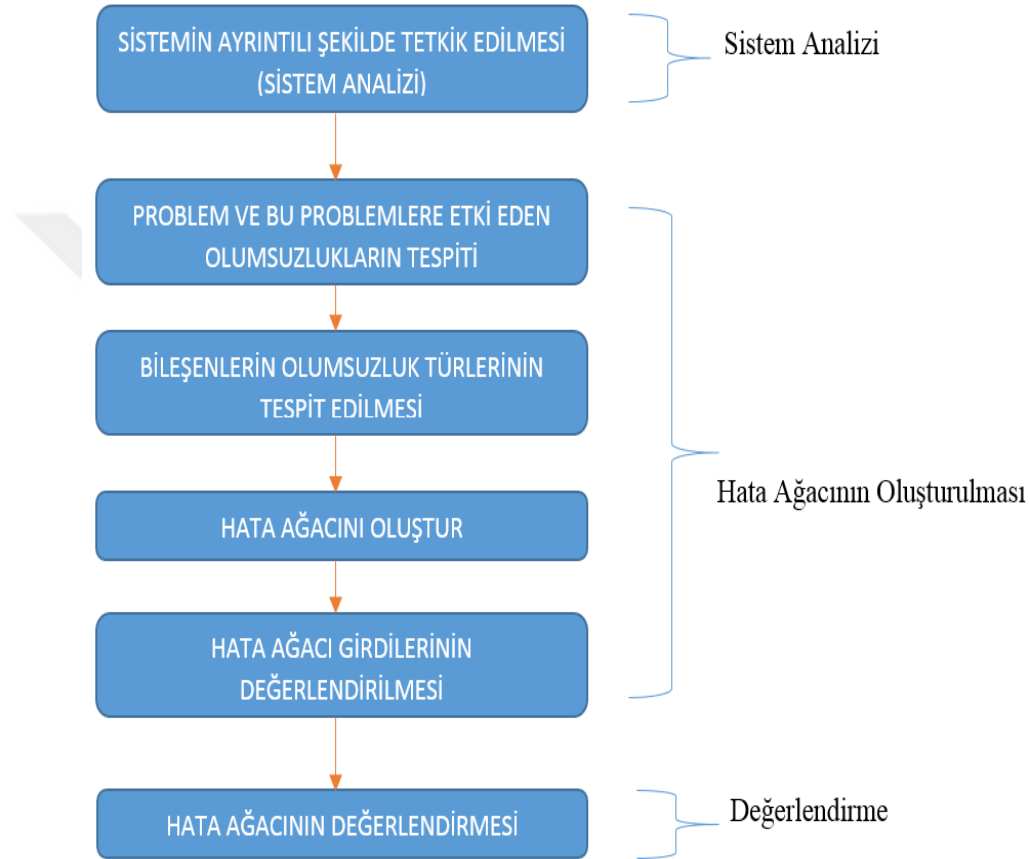 SİSTEMİN AYRINTILI ŞEKİLDE TETKİK EDİLMESİ
(SİSTEM ANALİZİ)
Sistem Analizi
PROBLEM VE BU PROBLEMLERE ETKİ EDEN
OLUMSUZLUKLARIN TESPİTİ
BİLEŞENLERİN OLUMSUZLUK TÜRLERİNİN
TESPİT EDİLMESİ
HATA AĞACINI OLUŞTUR
HATA AĞACI GİRDİLERİNİN
DEĞERLENDİRİLMESİ
Hata Ağacının Oluşturulması
HATA AĞACININ DEĞERLENDİRMESİ
Değerlendirme